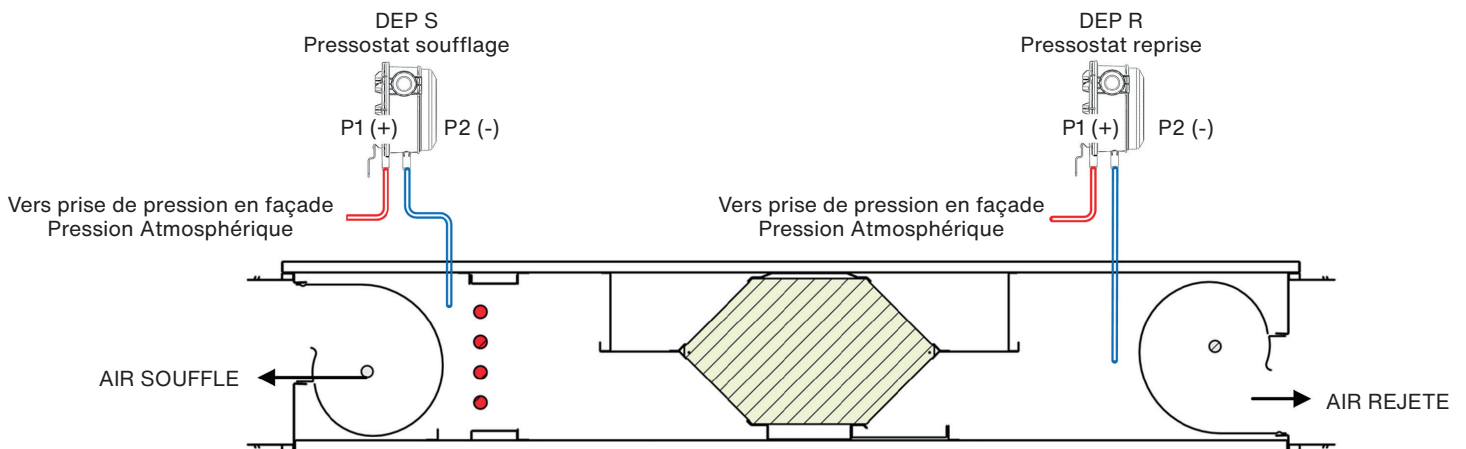 DEP S
Pressostat soufflage
DEP R
Pressostat reprise
P1 (+)
P2 (-)
P1 (+)
P2 (-)
Vers prise de pression en façade
Pression Atmosphérique
Vers prise de pression en façade
Pression Atmosphérique
AIR SOUFFLE
AIR REJETE